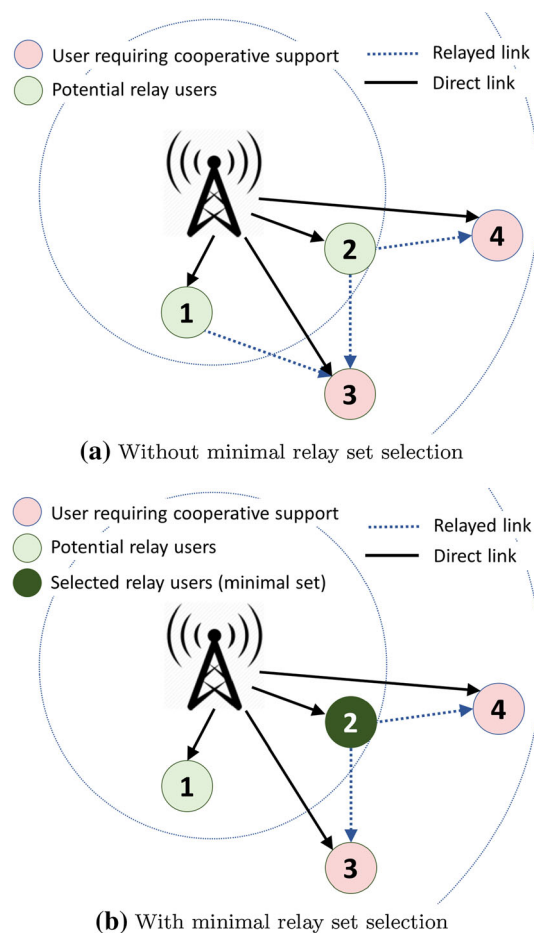 User requiring cooperative support
Relayed link
Potential relay users
Direct link
2
4
1
3
(a) Without minimal relay set selection
User requiring cooperative support
Relayed link
Potential relay users
Direct link
Selected relay users (minimal set)
2
4
1
3
(b) With minimal relay set selection